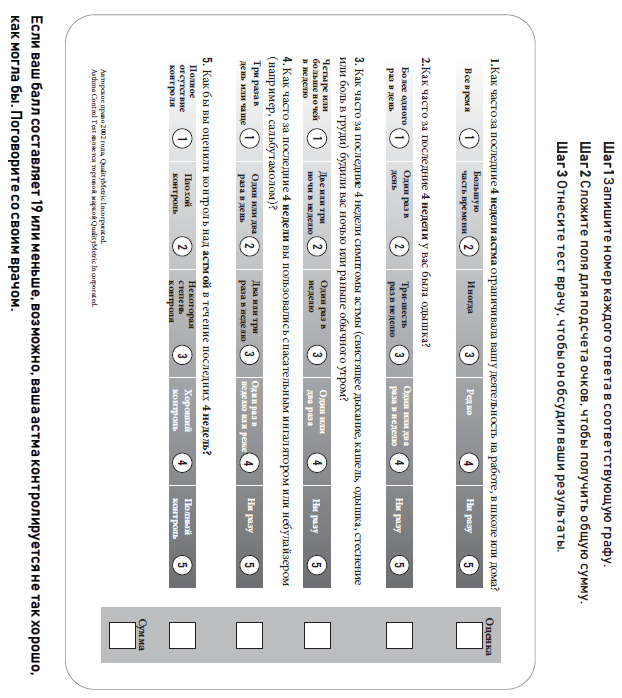 Шаг1 Запишите номер каждого ответа в соответствующую графу.
Шаг 2 Сложите поля для подсчета очков, чтобы получить общую сумму.
Шаг 3 Отнесите тест врачу, чтобы он обсудил ваши результаты.
Оценка
1.Как часто за последние 4 недели астма ограничивала вашу деятельность на работе, в школе или дома?
Все время 1 Большую часть времени 2 Иногда 3 Редко 4 Ни разу 5
2.Как часто за последние 4 недели у вас была одышка?
Более одного раз в день 1 Один раз в день 2 Три-шесть раз в неделю 3 Один или два раза в неделю 4 Ни разу 5
3. Как часто за последние 4 недели симптомы астмы (свистящее дыхание, кашель, одышка, стеснение
или боль в груди) будили вас ночью или раньше обычного утром?
Четыре или больше ночей в неделю 1 Две или три ночи в неделю 2 Один раз в неделю 3 Один или два раза 4 Ни разу 5
4. Как часто за последние 4 недели вы пользовались спасательным ингалятором или небулайзером
(например, сальбутамолом)?
Три раза в день или чаще 1 Один или два раза в день 2 Два или три раза в неделю 3 Один раз в неделю или реже 4 Ни разу 5
5. Как бы вы оценили контроль над астмой в течение последних 4 недель?
Полное отсутствие контроля 1 Плохой контроль 2 Некоторая степень контроля 3 Хороший контроль 4 Полный контроль 5
Сумма
Авторское право 2002 года, QualityMetric Incorporated.
Asthma Control Test является торговой маркой QualityMetric Incorporated.
Если ваш балл составляет 19 или меньше, возможно, ваша астма контролируется не так хорошо,
как могла бы. Поговорите со своим врачом.